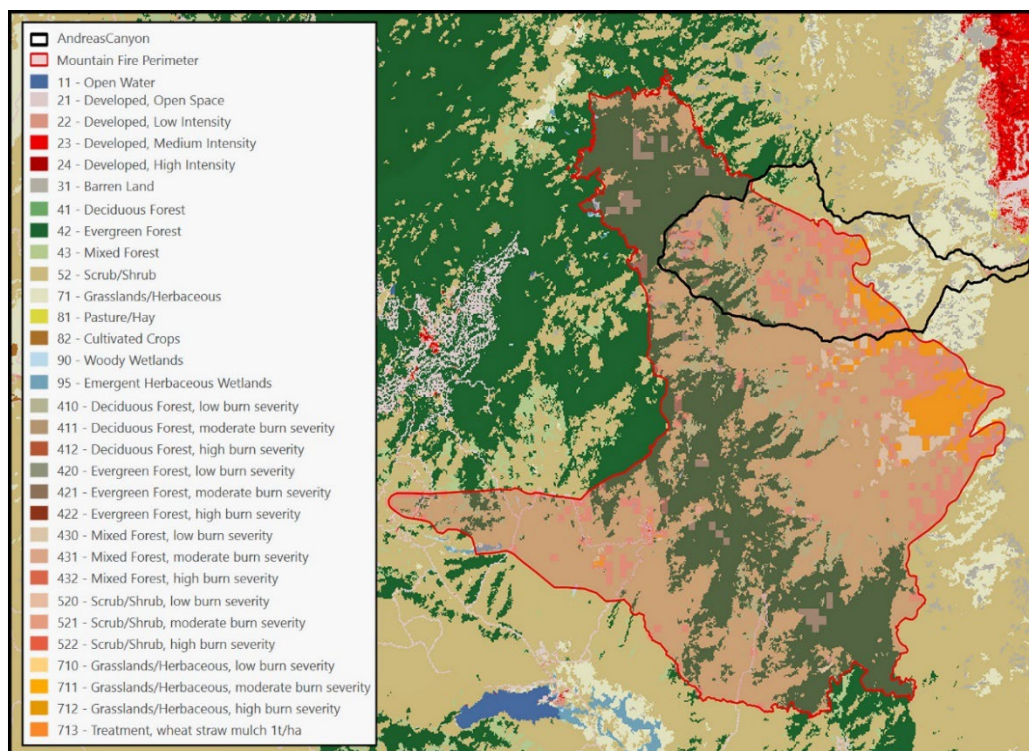 AndreasCanyon
Mountain Fire Perimeter
11 - Open Water
21 - Developed, Open Space
22 - Developed, Low Intensity
23 - Developed, Medium Intensity
24 - Developed, High Intensity
31 - Barren Land
41 - Deciduous Forest
42 - Evergreen Forest
43 - Mixed Forest
52 - Scrub/Shrub
71 - Grasslands/Herbaceous
81 - Pasture/Hay
82 - Cultivated Crops
90 - Woody Wetlands
95 - Emergent Herbaceous Wetlands
410 - Deciduous Forest, low burn severity
411 - Deciduous Forest, moderate burn severity
412 - Deciduous Forest, high burn severity
420 - Evergreen Forest, low burn severity
421 - Evergreen Forest, moderate burn severity
422 - Evergreen Forest, high burn severity
430 - Mixed Forest, low burn severity
431 - Mixed Forest, moderate burn severity
432 - Mixed Forest, high burn severity
520 - Scrub/Shrub, low burn severity
521 - Scrub/Shrub, moderate burn severity
522 - Scrub/Shrub, high burn severity
710 - Grasslands/Herbaceous, low burn severity
711 - Grasslands/Herbaceous, moderate burn severity
712 - Grasslands/Herbaceous, high burn severity
713 - Treatment, wheat straw mulch 1t/ha